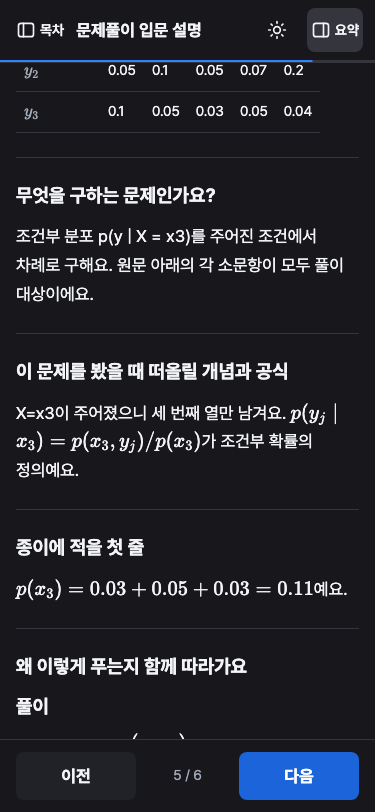 목차 문제풀이 입문 설명 요약
y₂ 0.05 0.1 0.05 0.07 0.2
y₃ 0.1 0.05 0.03 0.05 0.04
무엇을 구하는 문제인가요?
조건부 분포 p(y | X = x3)를 주어진 조건에서
차례로 구해요. 원문 아래의 각 소문항이 모두 풀이
대상이에요.
이 문제를 봤을 때 떠올릴 개념과 공식
X=x3이 주어졌으니 세 번째 열만 남겨요. p(yⱼ |
x₃) = p(x₃, yⱼ)/p(x₃)가 조건부 확률의
정의예요.
종이에 적을 첫 줄
p(x₃) = 0.03 + 0.05 + 0.03 = 0.11예요.
왜 이렇게 푸는지 함께 따라가요
풀이
이전 5 / 6 다음